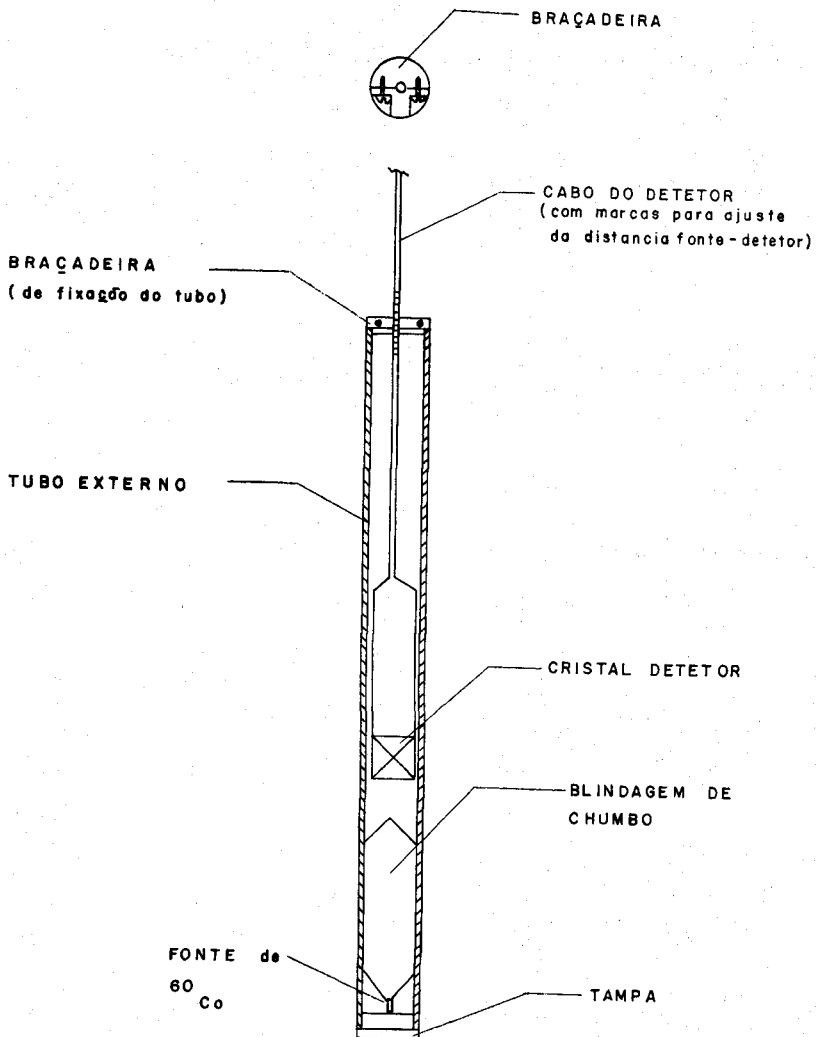 BRAÇADEIRA
CABO DO DETETOR
(com marcas para ajuste
da distancia fonte-detetor)
BRAÇADEIRA
(de fixação do tubo)
TUBO EXTERNO
CRISTAL DETETOR
BLINDAGEM DE
CHUMBO
FONTE de
60
Co
TAMPA